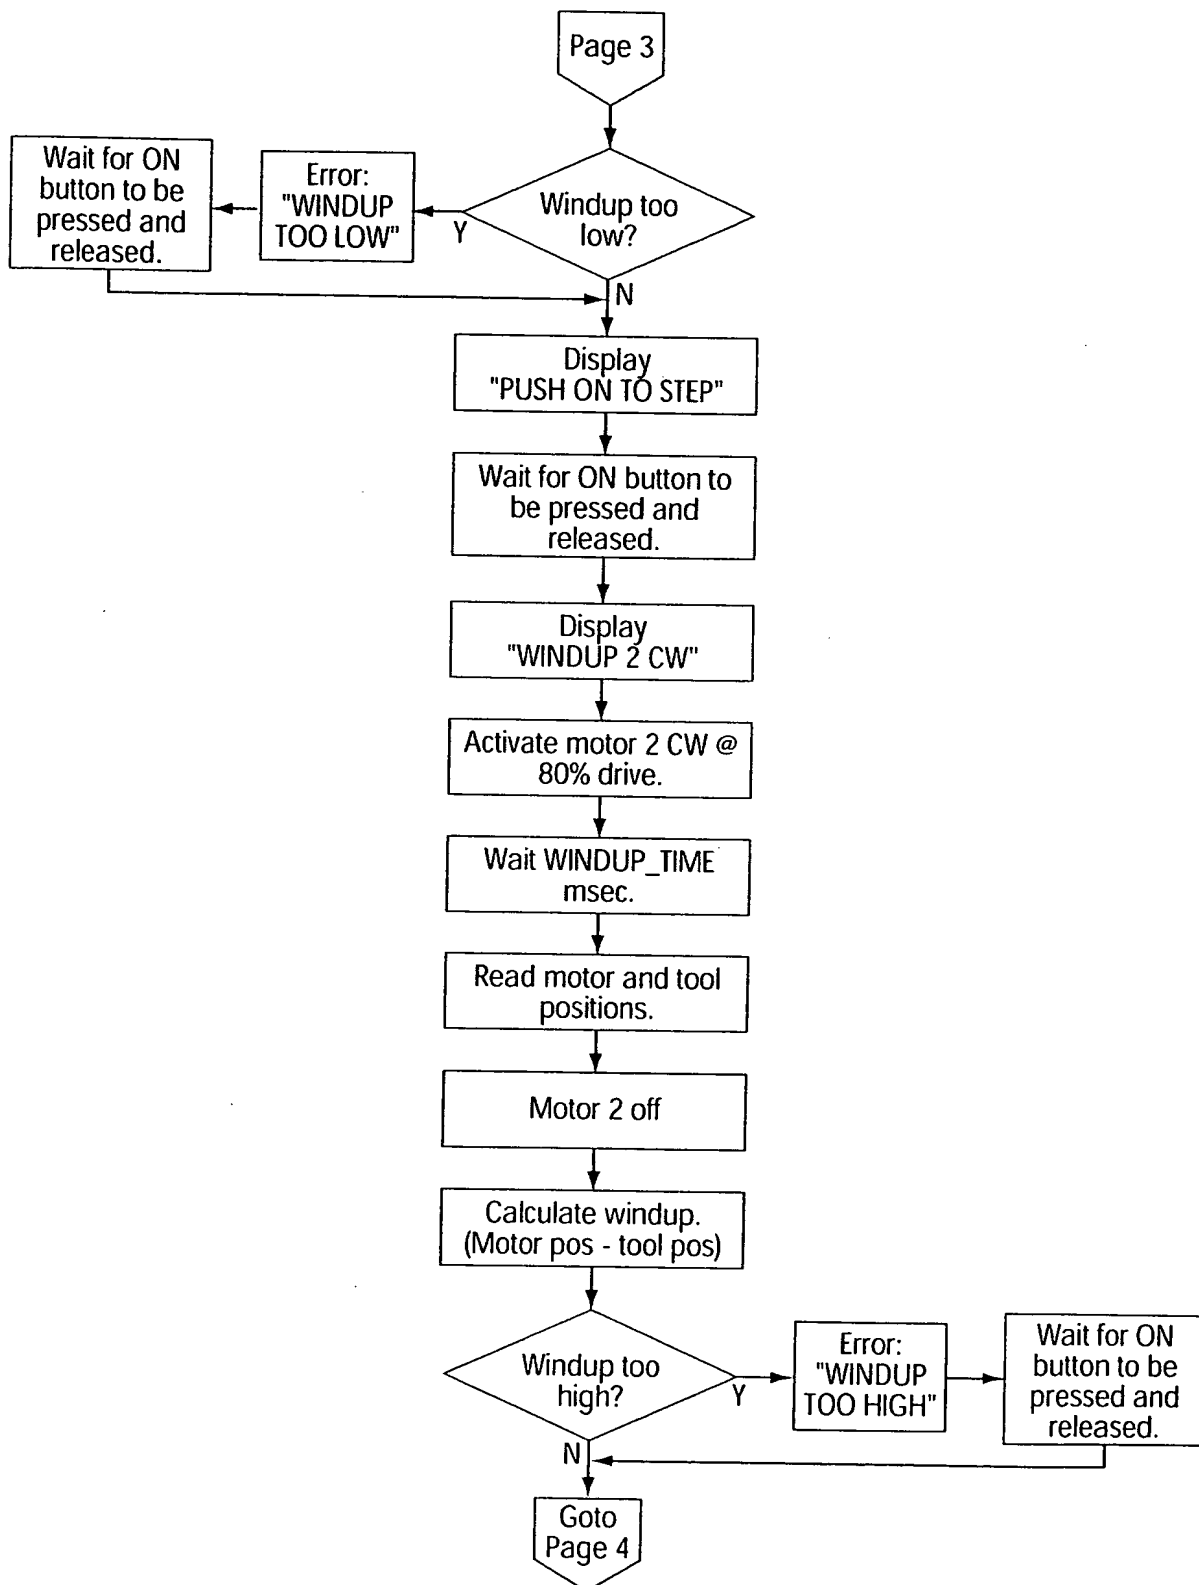 Page 3
Windup too
low?
Y
N
Error:
"WINDUP
TOO LOW"
Wait for ON
button to be
pressed and
released.
Display
"PUSH ON TO STEP"
Wait for ON button to
be pressed and
released.
Display
"WINDUP 2 CW"
Activate motor 2 CW @
80% drive.
Wait WINDUP_TIME
msec.
Read motor and tool
positions.
Motor 2 off
Calculate windup.
(Motor pos - tool pos)
Windup too
high?
Y
N
Error:
"WINDUP
TOO HIGH"
Wait for ON
button to be
pressed and
released.
Goto
Page 4